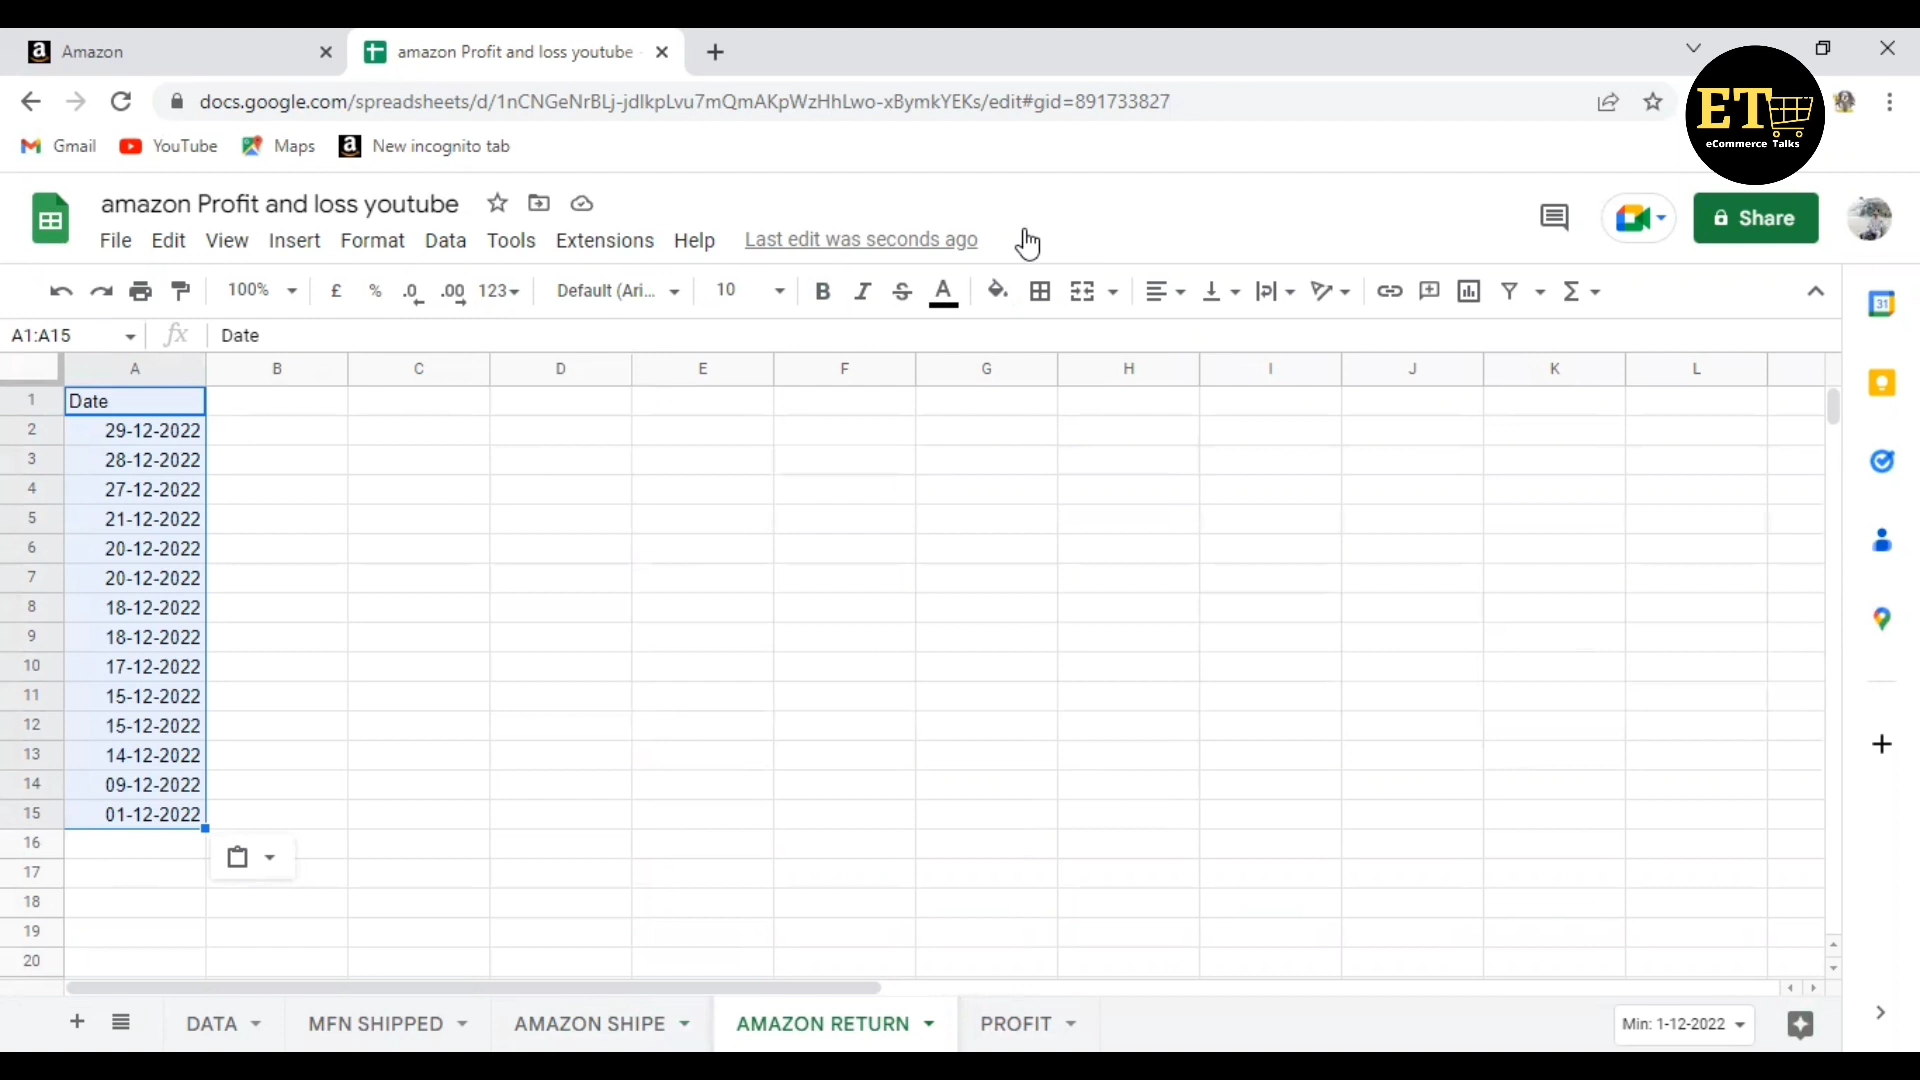 Amazon
amazon Profit and loss youtube
docs.google.com/spreadsheets/d/1nCNGeNrBLj-jdIkpLvu7mQmAKpWzHhLwo-xBymkYEKs/edit#gid=891733827
Gmail YouTube Maps New incognito tab
ET
eCommerce Talks
amazon Profit and loss youtube
Share
File Edit View Insert Format Data Tools Extensions Help Last edit was seconds ago
100% £ % .0 .00 123 Default (Ari... 10 B I S A
A1:A15 fx Date
A B C D E F G H I J K L
1 Date
2 29-12-2022
3 28-12-2022
4 27-12-2022
5 21-12-2022
6 20-12-2022
7 20-12-2022
8 18-12-2022
9 18-12-2022
10 17-12-2022
11 15-12-2022
12 15-12-2022
13 14-12-2022
14 09-12-2022
15 01-12-2022
16
17
18
19
20
DATA MFN SHIPPED AMAZON SHIPE AMAZON RETURN PROFIT Min: 1-12-2022
31